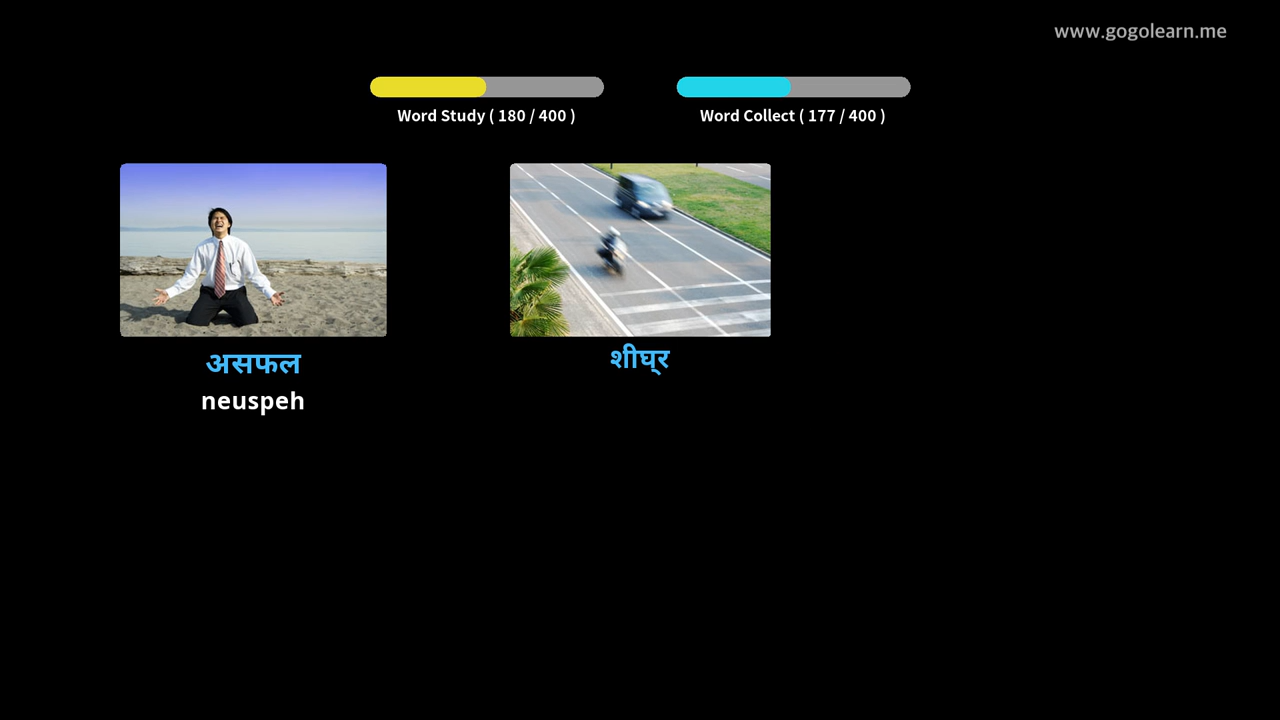 www.gogolearn.me
Word Study ( 180 / 400 )
Word Collect ( 177 / 400 )
असफल
शीघ्र
neuspeh